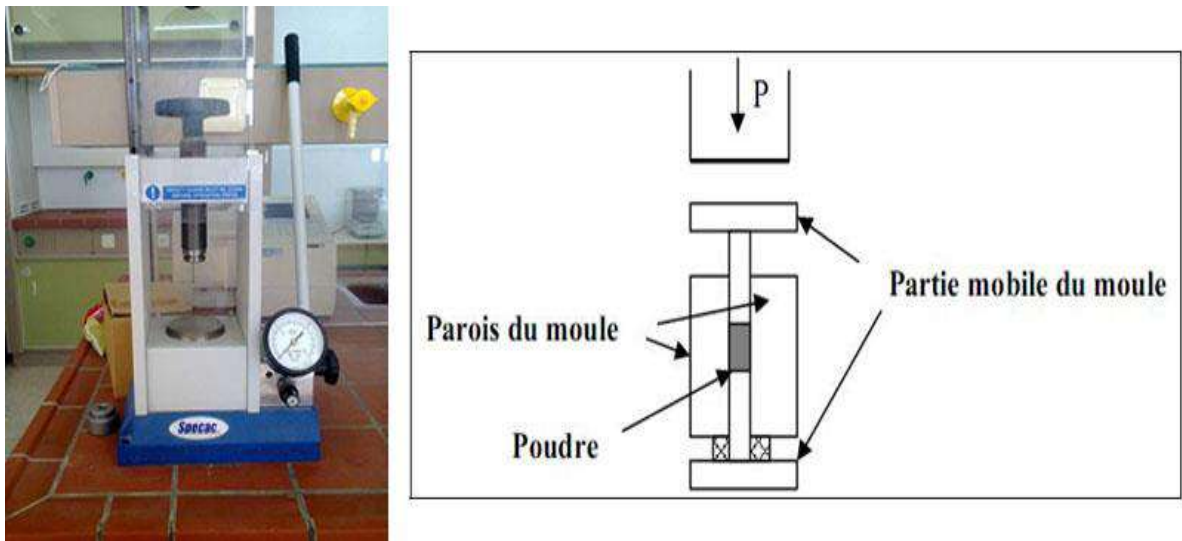 Specac
P
Partie mobile du moule
Parois du moule
Poudre